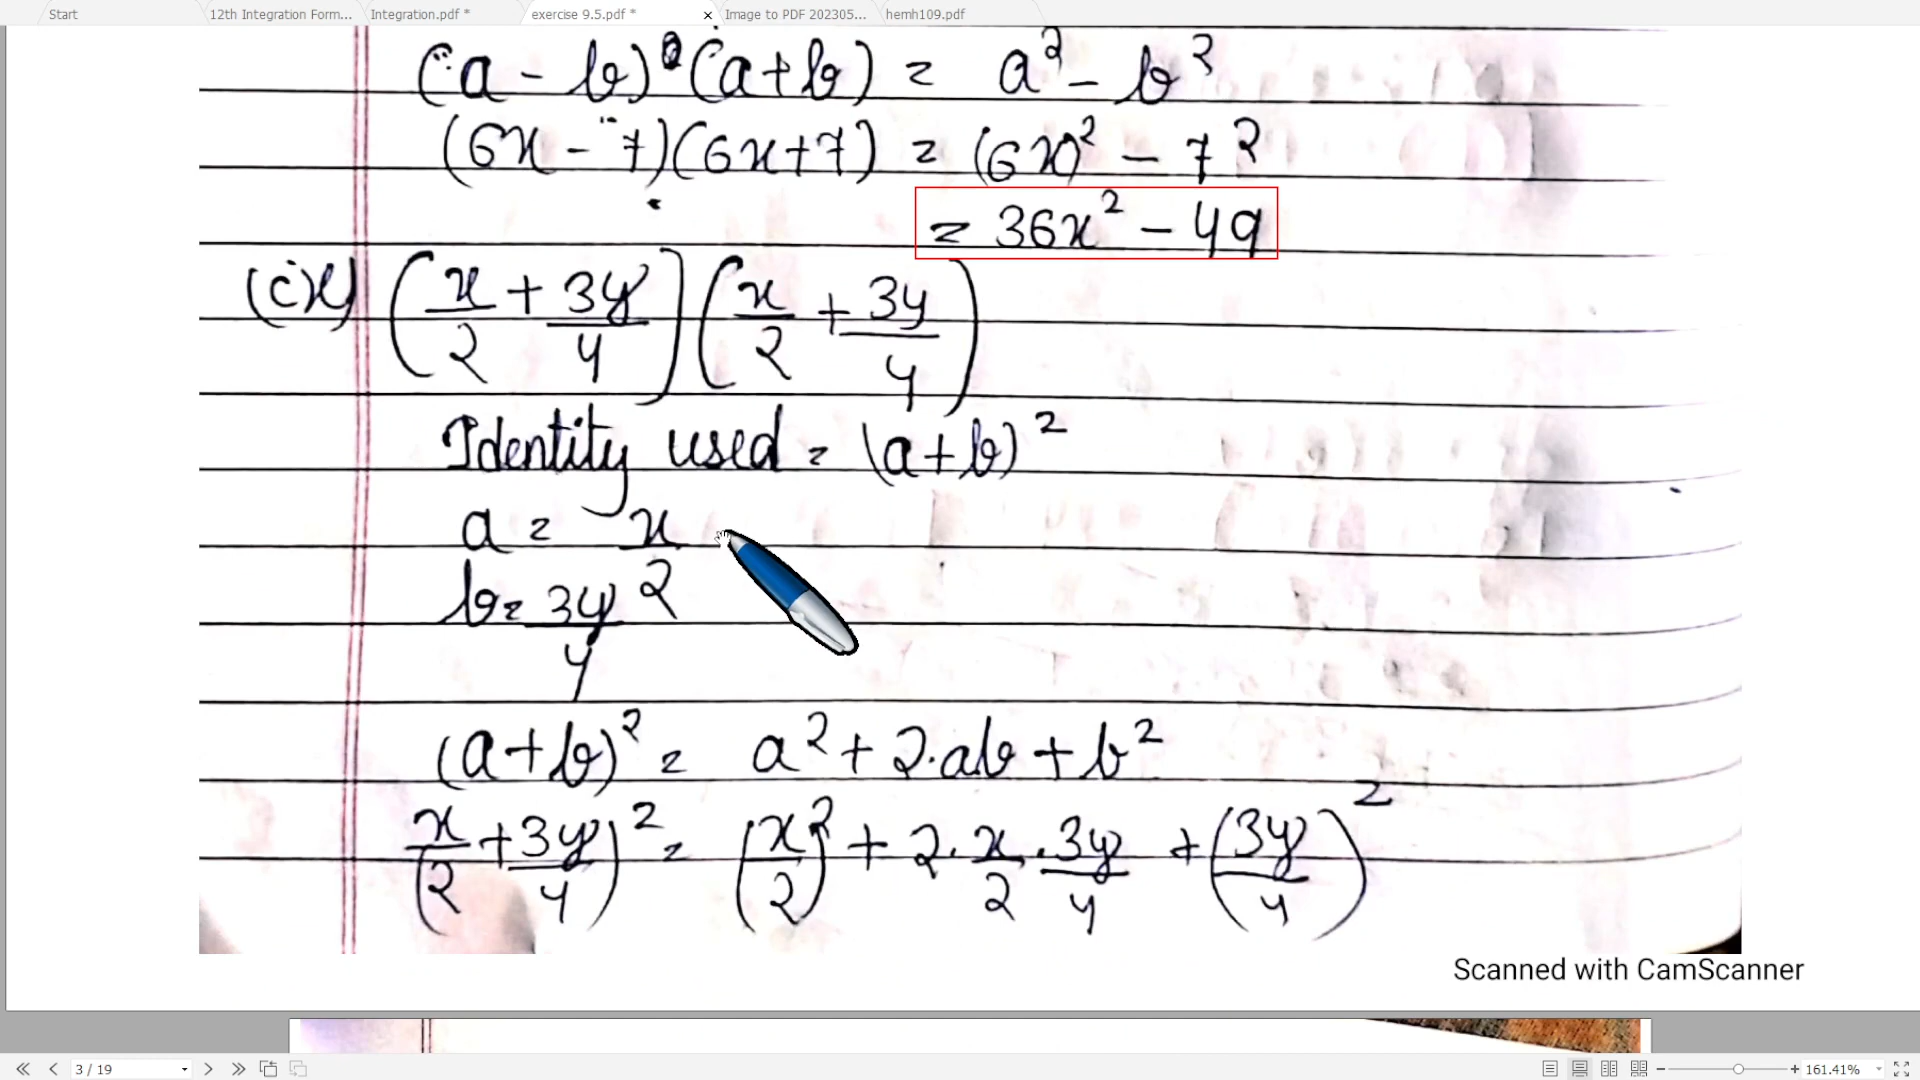 Start 12th Integration Form... Integration.pdf * exercise 9.5.pdf * × Image to PDF 202305... hemh109.pdf
(a - b) (a+b) = a² - b²
(6x - 7)(6x+7) = (6x)² - 7²
= 36x² - 49
(ix) (x/2 + 3y/4) (x/2 + 3y/4)
Identity used = (a+b)²
a = x/2
b = 3y/4
(a+b)² = a² + 2.ab + b²
(x/2 + 3y/4)² = (x/2)² + 2 . x/2 . 3y/4 + (3y/4)²
Scanned with CamScanner
3 / 19 161.41%